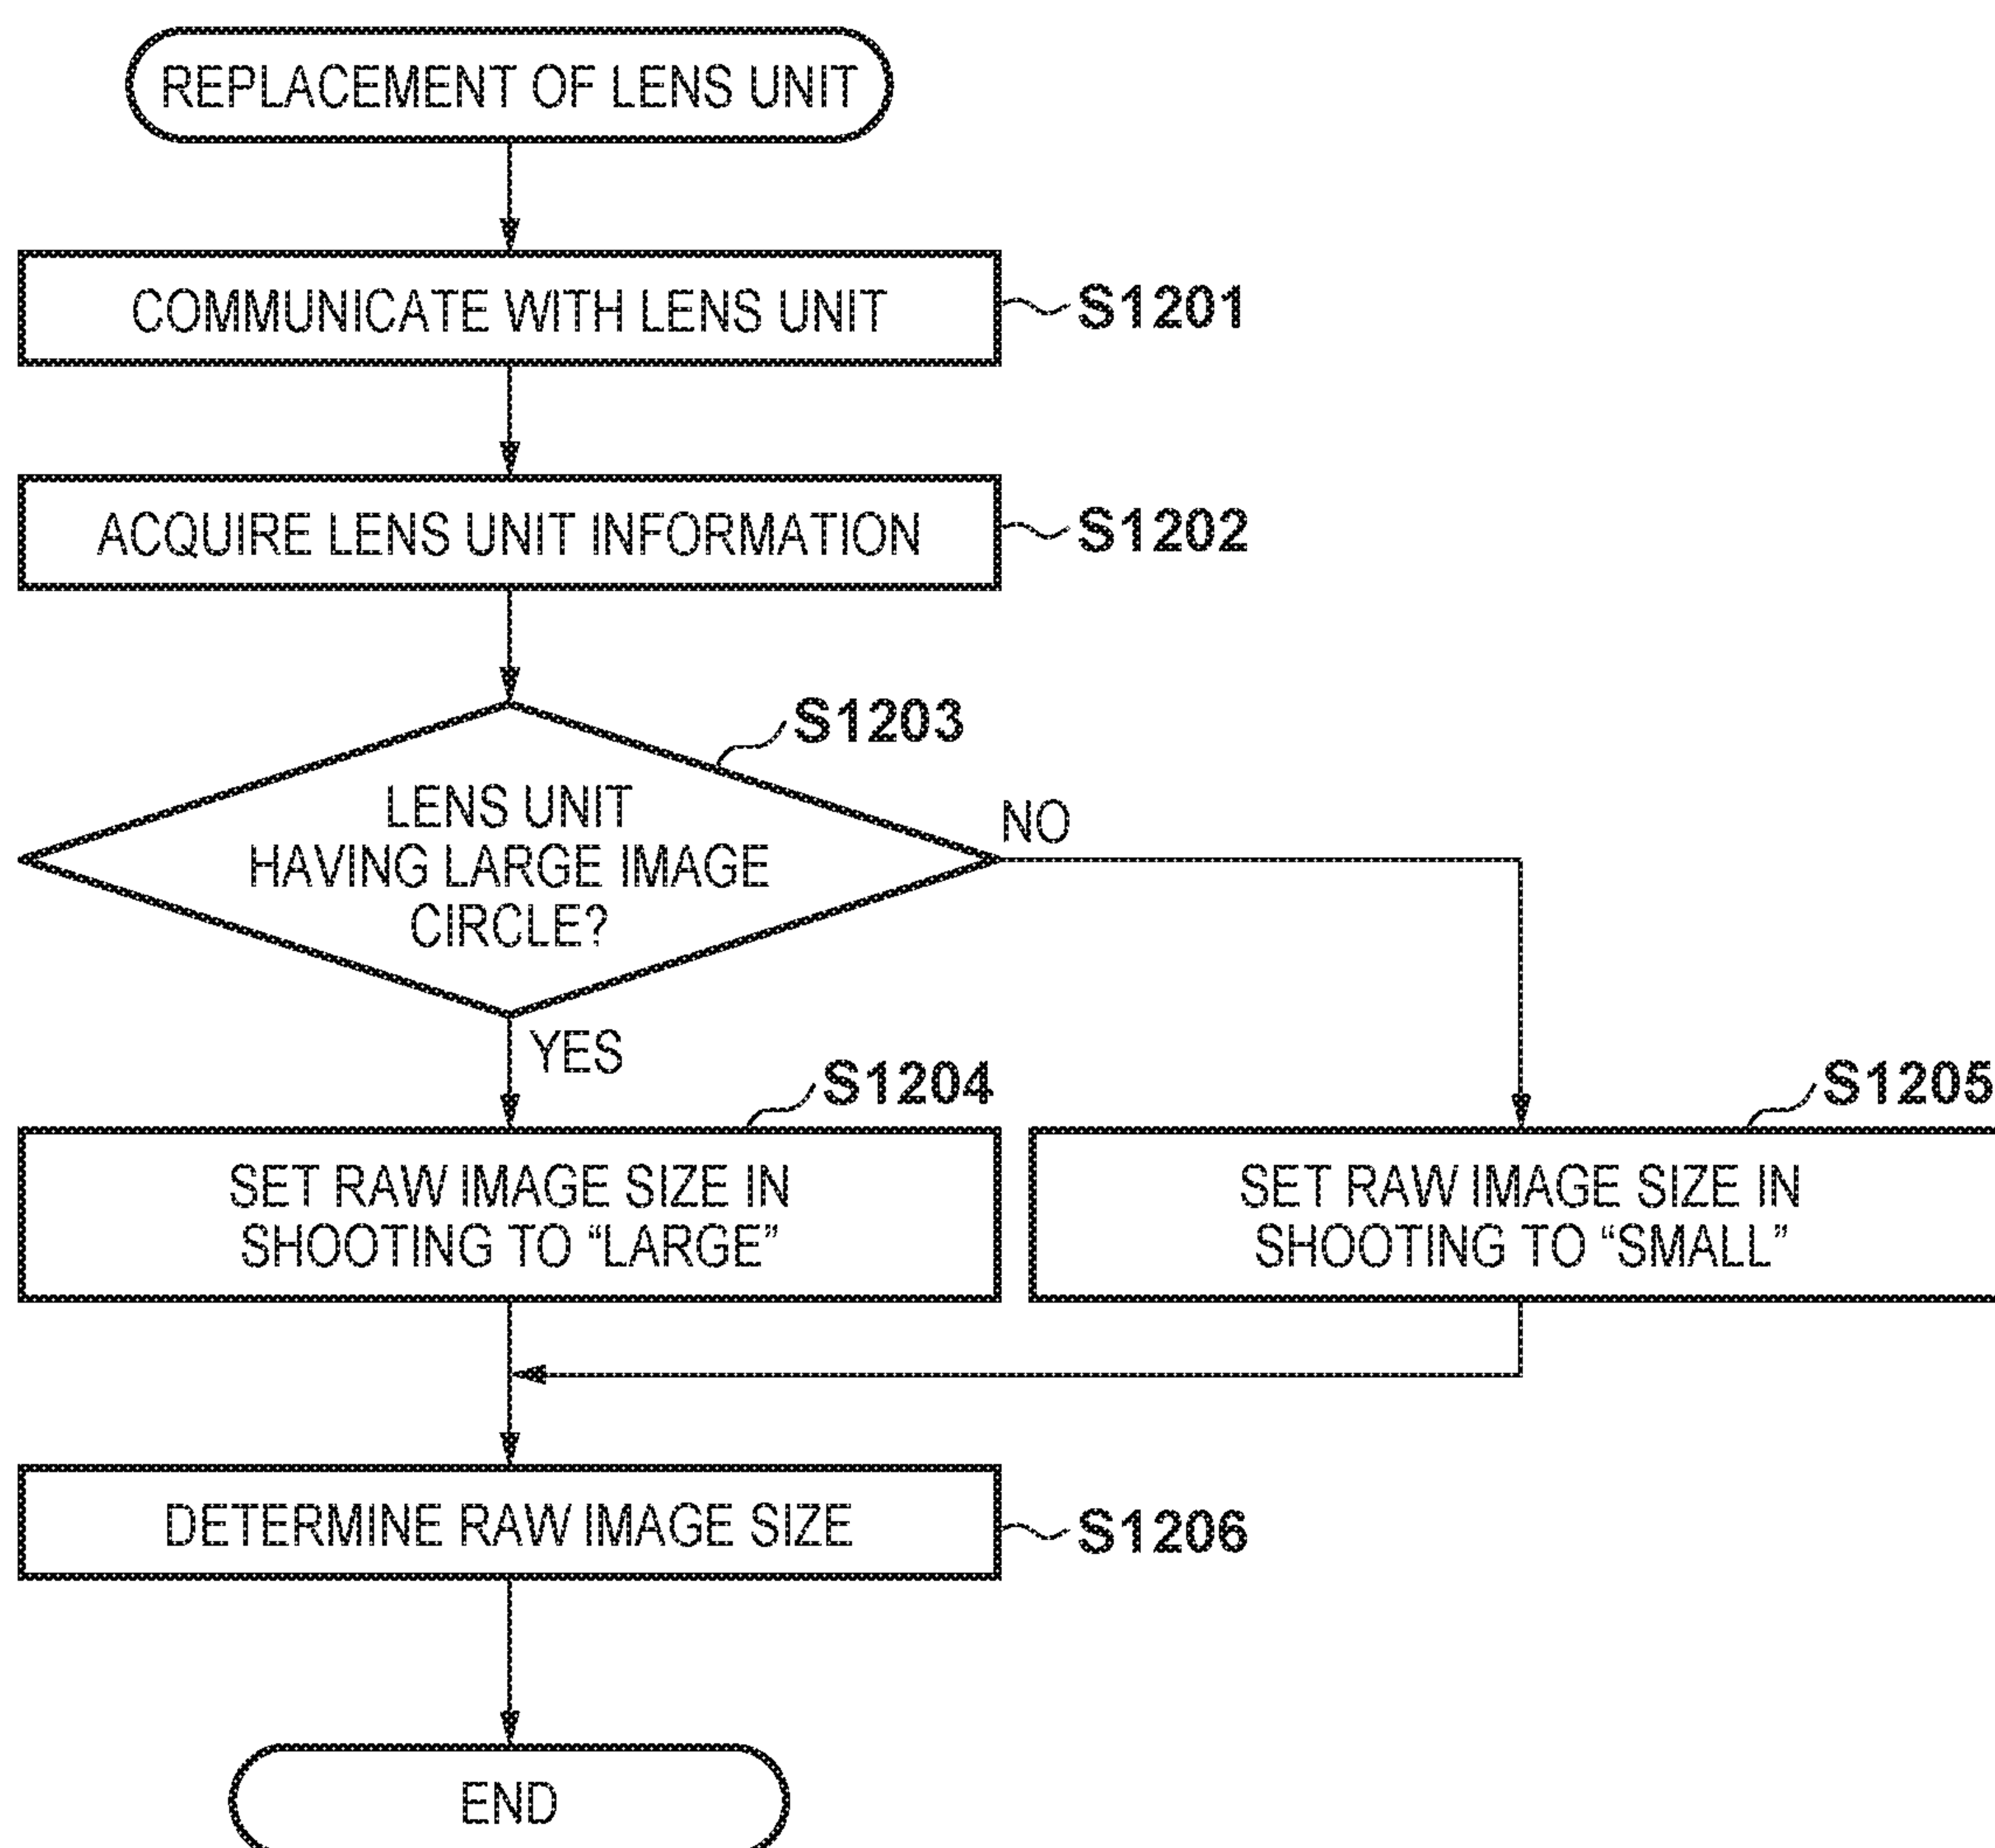 REPLACEMENT OF LENS UNIT
COMMUNICATE WITH LENS UNIT
S1201
ACQUIRE LENS UNIT INFORMATION
S1202
S1203
LENS UNIT
HAVING LARGE IMAGE
CIRCLE?
NO
YES
S1204
SET RAW IMAGE SIZE IN
SHOOTING TO “LARGE”
S1205
SET RAW IMAGE SIZE IN
SHOOTING TO “SMALL”
DETERMINE RAW IMAGE SIZE
S1206
END